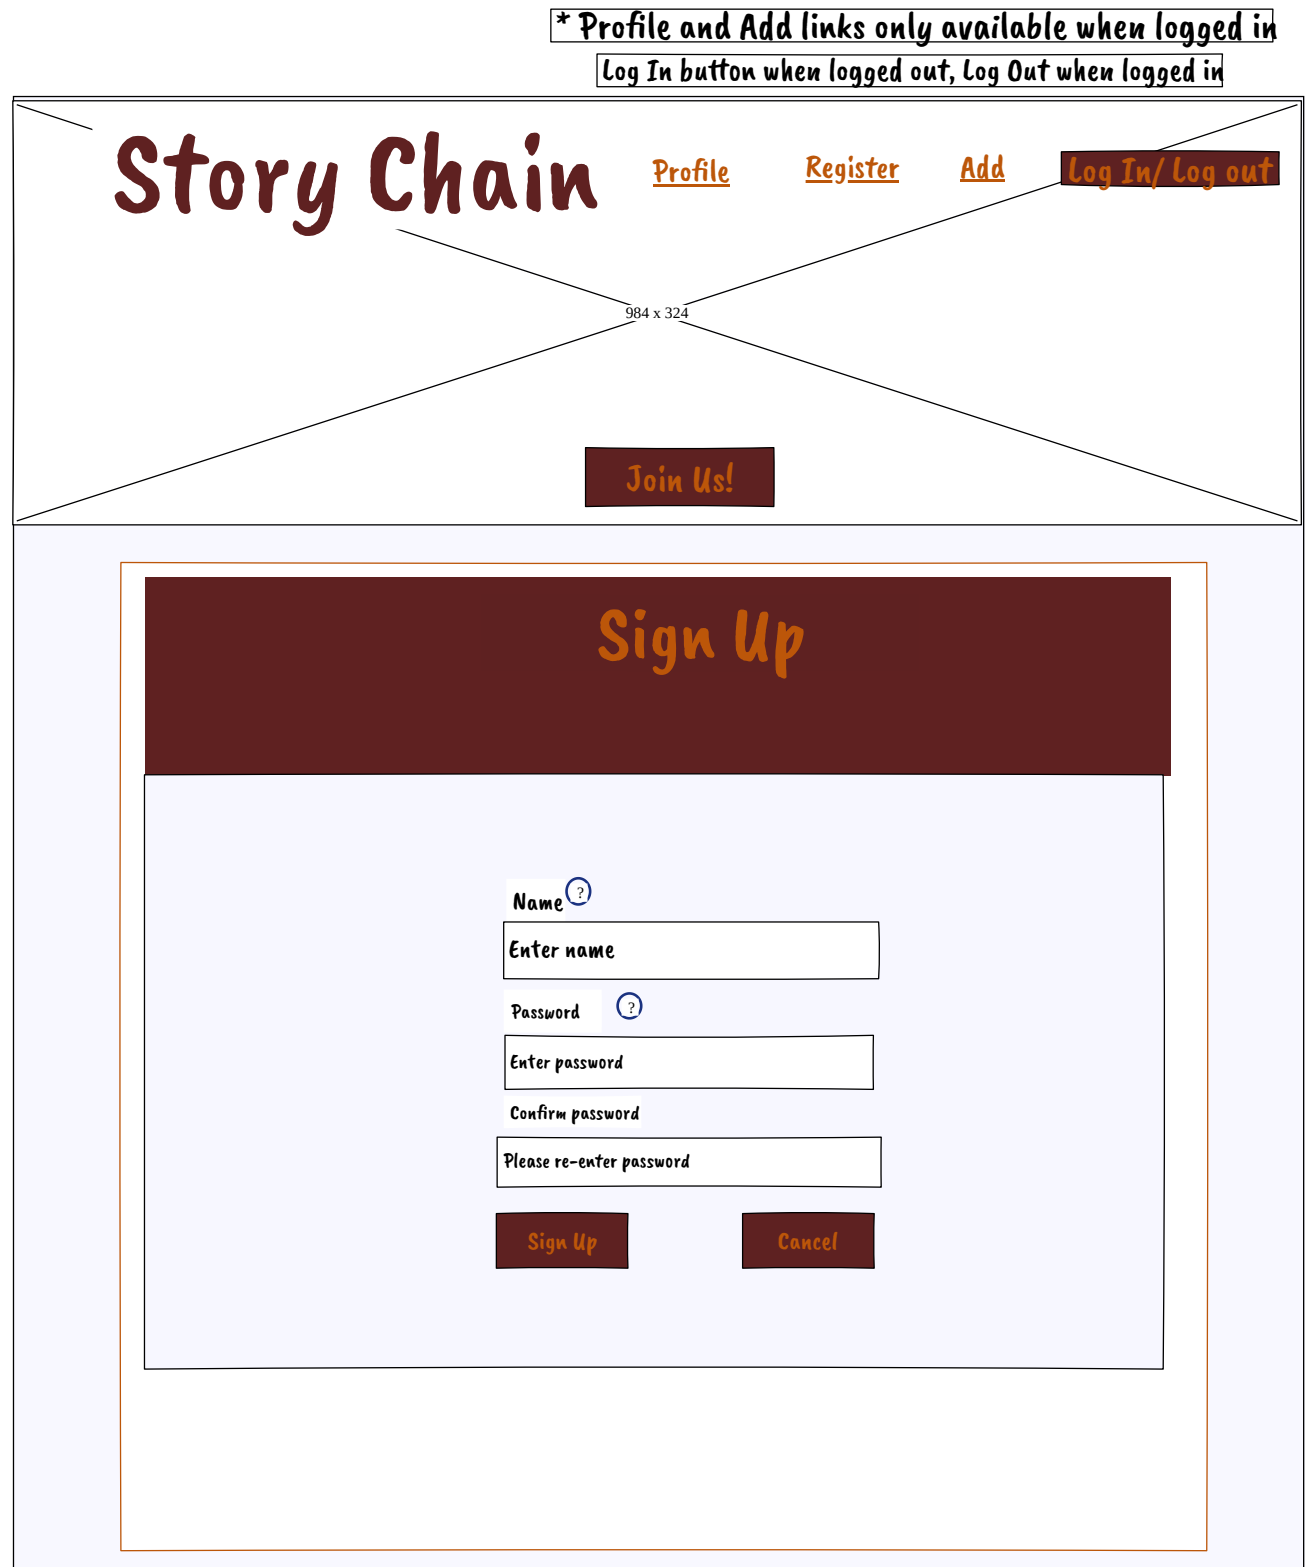 * Profile and Add links only available when logged in
Log In button when logged out, Log Out when logged in
Story Chain
Profile
Register
Add
Log In/ Log out
984 x 324
Join Us!
Sign Up
Name
?
Enter name
Password
?
Enter password
Confirm password
Please re-enter password
Sign Up
Cancel